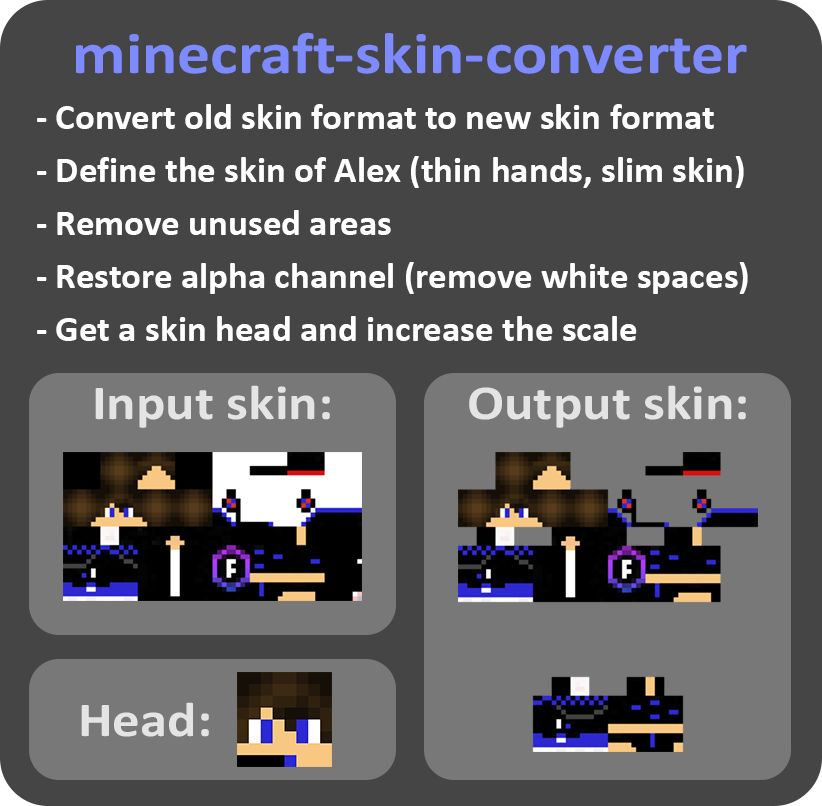 minecraft-skin-converter
- Convert old skin format to new skin format
- Define the skin of Alex (thin hands, slim skin)
- Remove unused areas
- Restore alpha channel (remove white spaces)
- Get a skin head and increase the scale
Input skin:
Output skin:
F
F
Head: